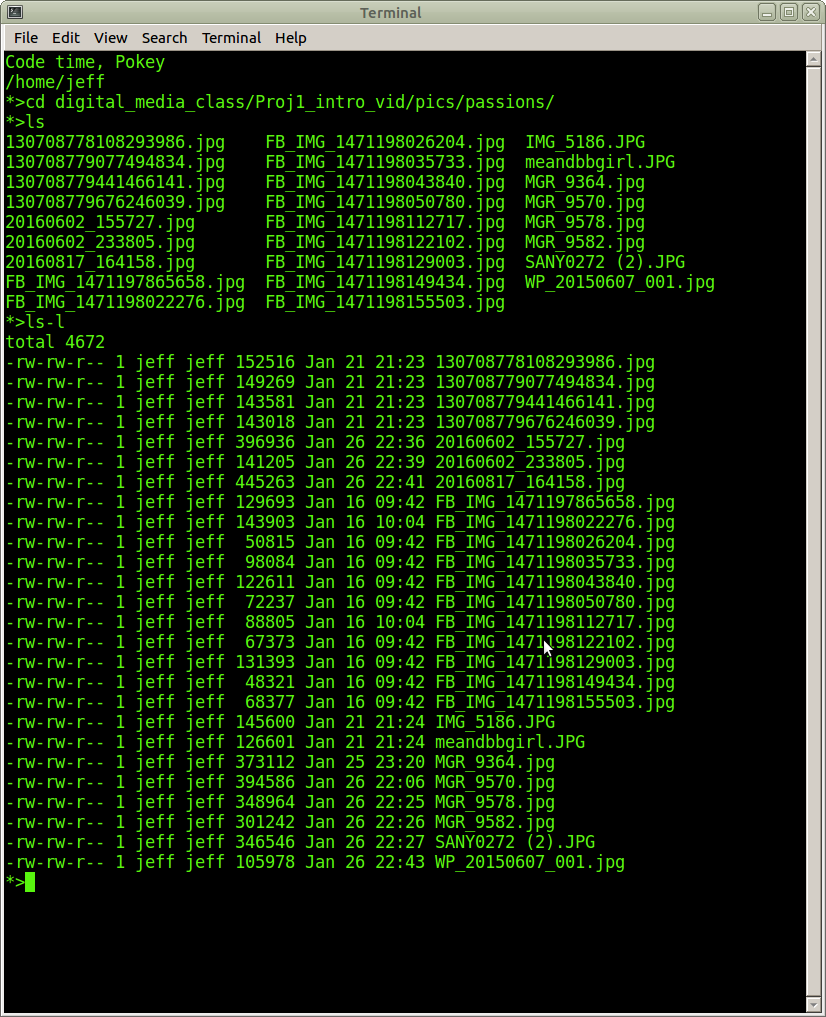 Terminal
File Edit View Search Terminal Help
Code time, Pokey
/home/jeff
*>cd digital_media_class/Proj1_intro_vid/pics/passions/
*>ls
130708778108293986.jpg    FB_IMG_1471198026204.jpg  IMG_5186.JPG
130708779077494834.jpg    FB_IMG_1471198035733.jpg  meandbbgirl.JPG
130708779441466141.jpg    FB_IMG_1471198043840.jpg  MGR_9364.jpg
130708779676246039.jpg    FB_IMG_1471198050780.jpg  MGR_9570.jpg
20160602_155727.jpg       FB_IMG_1471198112717.jpg  MGR_9578.jpg
20160602_233805.jpg       FB_IMG_1471198122102.jpg  MGR_9582.jpg
20160817_164158.jpg       FB_IMG_1471198129003.jpg  SANY0272 (2).JPG
FB_IMG_1471197865658.jpg  FB_IMG_1471198149434.jpg  WP_20150607_001.jpg
FB_IMG_1471198022276.jpg  FB_IMG_1471198155503.jpg
*>ls-l
total 4672
-rw-rw-r-- 1 jeff jeff 152516 Jan 21 21:23 130708778108293986.jpg
-rw-rw-r-- 1 jeff jeff 149269 Jan 21 21:23 130708779077494834.jpg
-rw-rw-r-- 1 jeff jeff 143581 Jan 21 21:23 130708779441466141.jpg
-rw-rw-r-- 1 jeff jeff 143018 Jan 21 21:23 130708779676246039.jpg
-rw-rw-r-- 1 jeff jeff 396936 Jan 26 22:36 20160602_155727.jpg
-rw-rw-r-- 1 jeff jeff 141205 Jan 26 22:39 20160602_233805.jpg
-rw-rw-r-- 1 jeff jeff 445263 Jan 26 22:41 20160817_164158.jpg
-rw-rw-r-- 1 jeff jeff 129693 Jan 16 09:42 FB_IMG_1471197865658.jpg
-rw-rw-r-- 1 jeff jeff 143903 Jan 16 10:04 FB_IMG_1471198022276.jpg
-rw-rw-r-- 1 jeff jeff  50815 Jan 16 09:42 FB_IMG_1471198026204.jpg
-rw-rw-r-- 1 jeff jeff  98084 Jan 16 09:42 FB_IMG_1471198035733.jpg
-rw-rw-r-- 1 jeff jeff 122611 Jan 16 09:42 FB_IMG_1471198043840.jpg
-rw-rw-r-- 1 jeff jeff  72237 Jan 16 09:42 FB_IMG_1471198050780.jpg
-rw-rw-r-- 1 jeff jeff  88805 Jan 16 10:04 FB_IMG_1471198112717.jpg
-rw-rw-r-- 1 jeff jeff  67373 Jan 16 09:42 FB_IMG_1471198122102.jpg
-rw-rw-r-- 1 jeff jeff 131393 Jan 16 09:42 FB_IMG_1471198129003.jpg
-rw-rw-r-- 1 jeff jeff  48321 Jan 16 09:42 FB_IMG_1471198149434.jpg
-rw-rw-r-- 1 jeff jeff  68377 Jan 16 09:42 FB_IMG_1471198155503.jpg
-rw-rw-r-- 1 jeff jeff 145600 Jan 21 21:24 IMG_5186.JPG
-rw-rw-r-- 1 jeff jeff 126601 Jan 21 21:24 meandbbgirl.JPG
-rw-rw-r-- 1 jeff jeff 373112 Jan 25 23:20 MGR_9364.jpg
-rw-rw-r-- 1 jeff jeff 394586 Jan 26 22:06 MGR_9570.jpg
-rw-rw-r-- 1 jeff jeff 348964 Jan 26 22:25 MGR_9578.jpg
-rw-rw-r-- 1 jeff jeff 301242 Jan 26 22:26 MGR_9582.jpg
-rw-rw-r-- 1 jeff jeff 346546 Jan 26 22:27 SANY0272 (2).JPG
-rw-rw-r-- 1 jeff jeff 105978 Jan 26 22:43 WP_20150607_001.jpg
*>